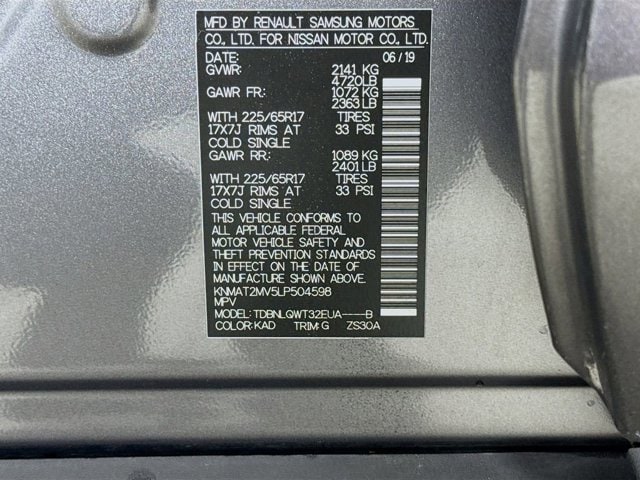 MFD BY RENAULT SAMSUNG MOTORS
CO., LTD. FOR NISSAN MOTOR CO., LTD.
DATE: 06/19
GVWR: 2141 KG
4720LB
GAWR FR: 1072 KG
2363LB
WITH 225/65R17 TIRES
17X7J RIMS AT 33 PSI
COLD SINGLE
GAWR RR: 1089 KG
2401LB
WITH 225/65R17 TIRES
17X7J RIMS AT 33 PSI
COLD SINGLE
THIS VEHICLE CONFORMS TO
ALL APPLICABLE FEDERAL
MOTOR VEHICLE SAFETY AND
THEFT PREVENTION STANDARDS
IN EFFECT ON THE DATE OF
MANUFACTURE SHOWN ABOVE.
KNMAT2MV5LP504598
MPV
MODEL: TDBNLQWT32EUA----B
COLOR: KAD TRIM: G ZS30A